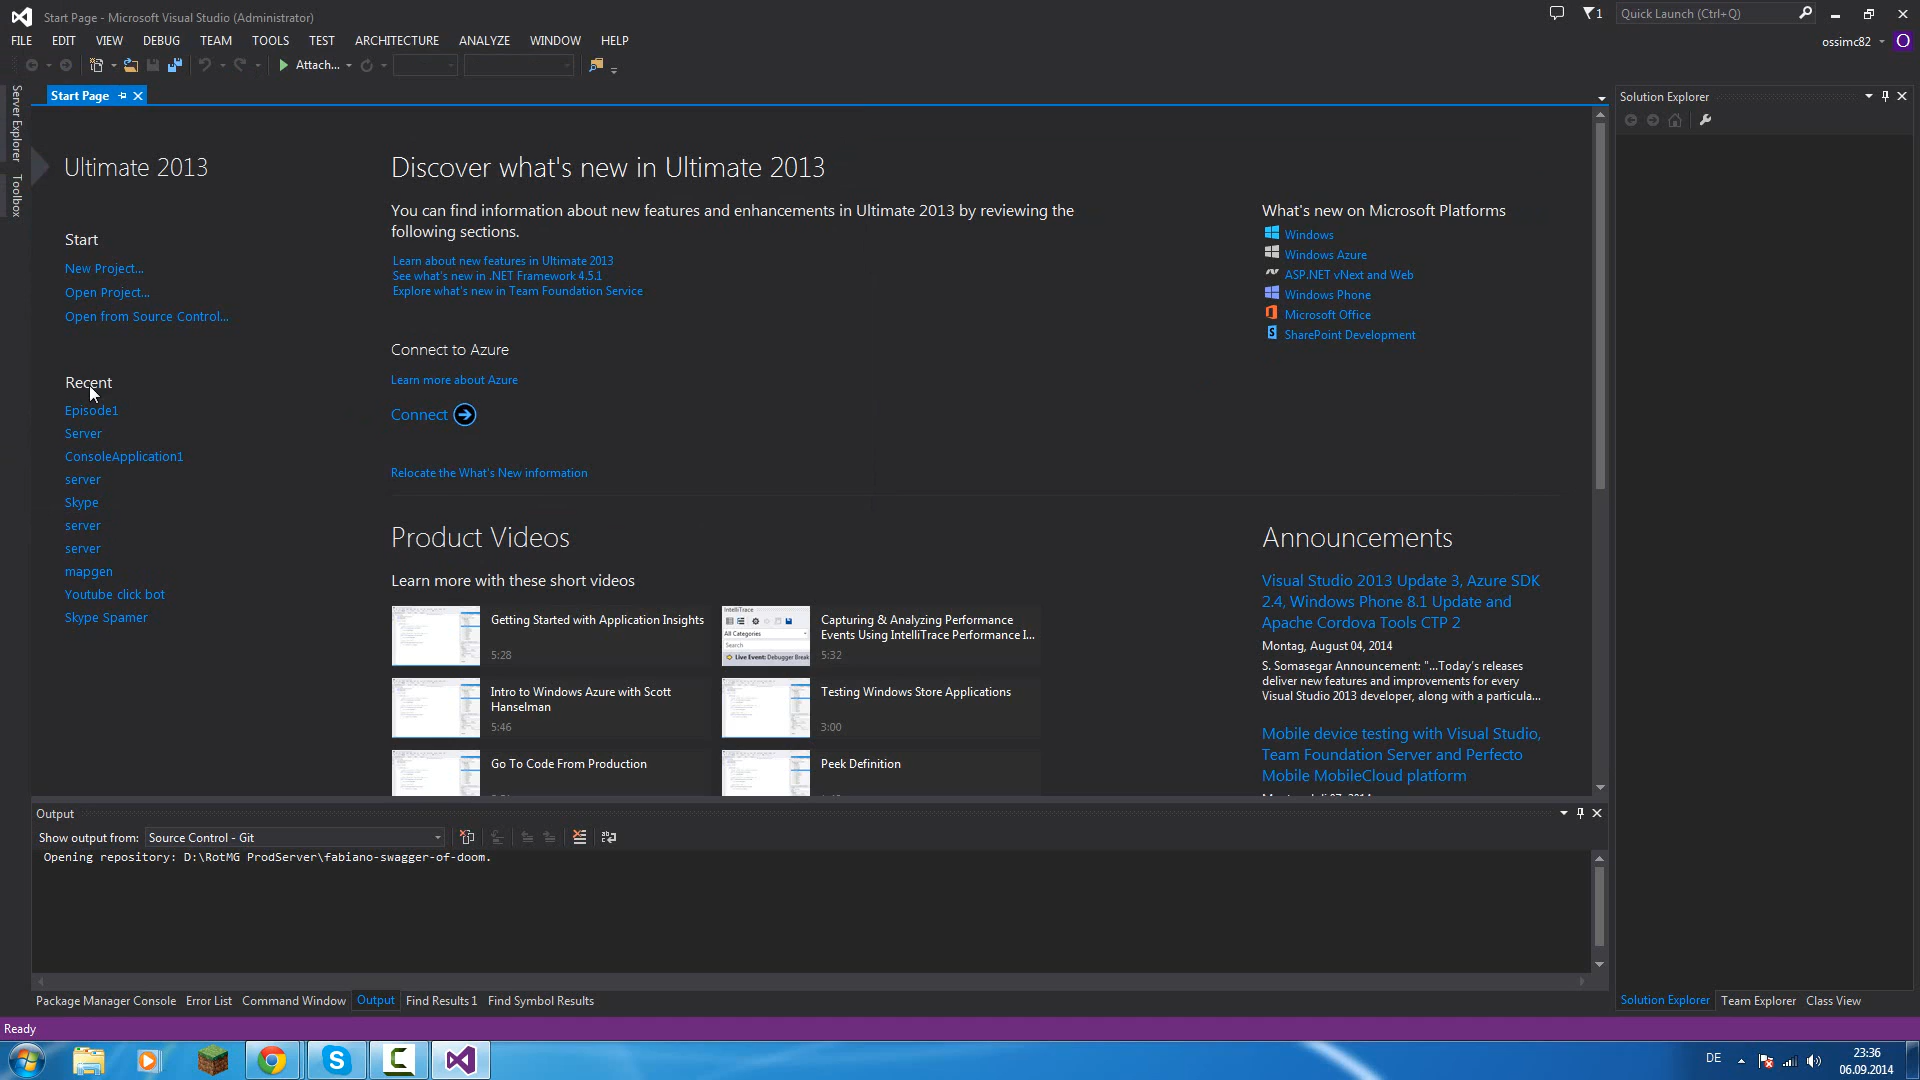 Start Page - Microsoft Visual Studio (Administrator)
1
Quick Launch (Ctrl+Q)
FILE EDIT VIEW DEBUG TEAM TOOLS TEST ARCHITECTURE ANALYZE WINDOW HELP
ossimc82
O
Attach...
Server Explorer
Toolbox
Start Page
Solution Explorer
Ultimate 2013
Start
New Project...
Open Project...
Open from Source Control...
Recent
Episode1
Server
ConsoleApplication1
server
Skype
server
server
mapgen
Youtube click bot
Skype Spamer
Discover what's new in Ultimate 2013
You can find information about new features and enhancements in Ultimate 2013 by reviewing the
following sections.
Learn about new features in Ultimate 2013
See what's new in .NET Framework 4.5.1
Explore what's new in Team Foundation Service
Connect to Azure
Learn more about Azure
Connect
Relocate the What's New information
What's new on Microsoft Platforms
Windows
Windows Azure
ASP.NET vNext and Web
Windows Phone
Microsoft Office
SharePoint Development
Product Videos
Learn more with these short videos
Getting Started with Application Insights
5:28
IntelliTrace
All Categories
Search
Live Event: Debugger Break
Capturing & Analyzing Performance
Events Using IntelliTrace Performance I...
5:32
Intro to Windows Azure with Scott
Hanselman
5:46
Testing Windows Store Applications
3:00
Go To Code From Production
Peek Definition
Announcements
Visual Studio 2013 Update 3, Azure SDK
2.4, Windows Phone 8.1 Update and
Apache Cordova Tools CTP 2
Montag, August 04, 2014
S. Somasegar Announcement: "...Today's releases
deliver new features and improvements for every
Visual Studio 2013 developer, along with a particula...
Mobile device testing with Visual Studio,
Team Foundation Server and Perfecto
Mobile MobileCloud platform
Output
Show output from: Source Control - Git
Opening repository: D:\RotMG ProdServer\fabiano-swagger-of-doom.
Package Manager Console Error List Command Window Output Find Results 1 Find Symbol Results
Solution Explorer Team Explorer Class View
Ready
DE
23:36
06.09.2014